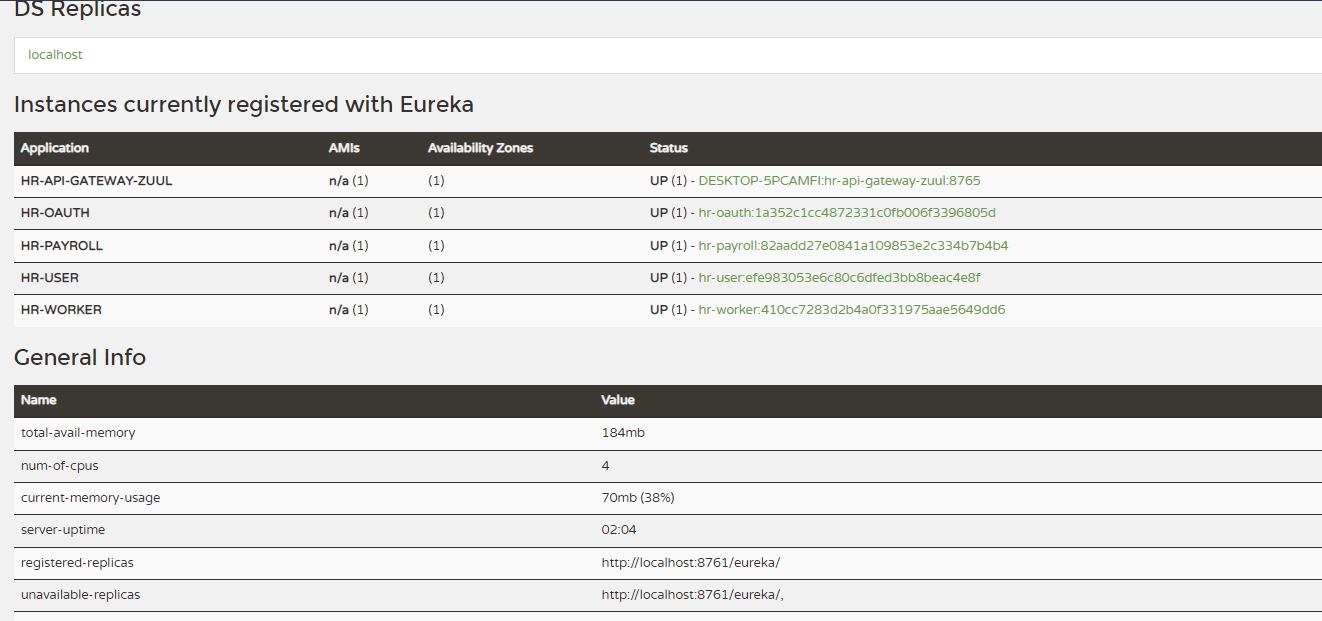 DS Replicas
localhost
Instances currently registered with Eureka
Application AMIs Availability Zones Status
HR-API-GATEWAY-ZUUL n/a (1) (1) UP (1) - DESKTOP-5PCAMFI:hr-api-gateway-zuul:8765
HR-OAUTH n/a (1) (1) UP (1) - hr-oauth:1a352c1cc4872331c0fb006f3396805d
HR-PAYROLL n/a (1) (1) UP (1) - hr-payroll:82aadd27e0841a109853e2c334b7b4b4
HR-USER n/a (1) (1) UP (1) - hr-user:efe983053e6c80c6dfed3bb8beac4e8f
HR-WORKER n/a (1) (1) UP (1) - hr-worker:410cc7283d2b4a0f331975aae5649dd6
General Info
Name Value
total-avail-memory 184mb
num-of-cpus 4
current-memory-usage 70mb (38%)
server-uptime 02:04
registered-replicas http://localhost:8761/eureka/
unavailable-replicas http://localhost:8761/eureka/,